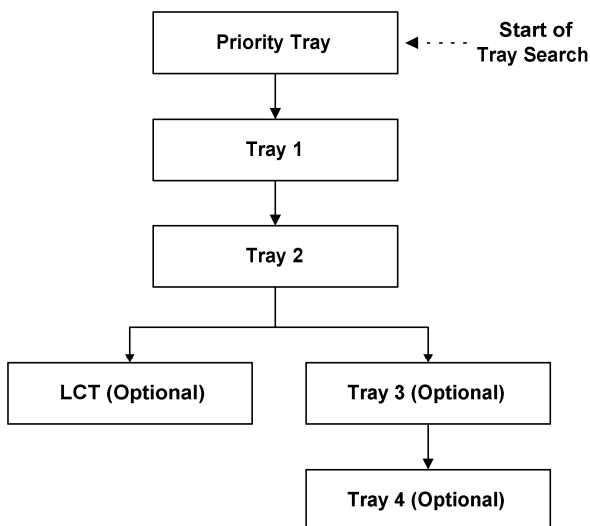 Priority Tray
Start of
Tray Search
Tray 1
Tray 2
LCT (Optional)
Tray 3 (Optional)
Tray 4 (Optional)